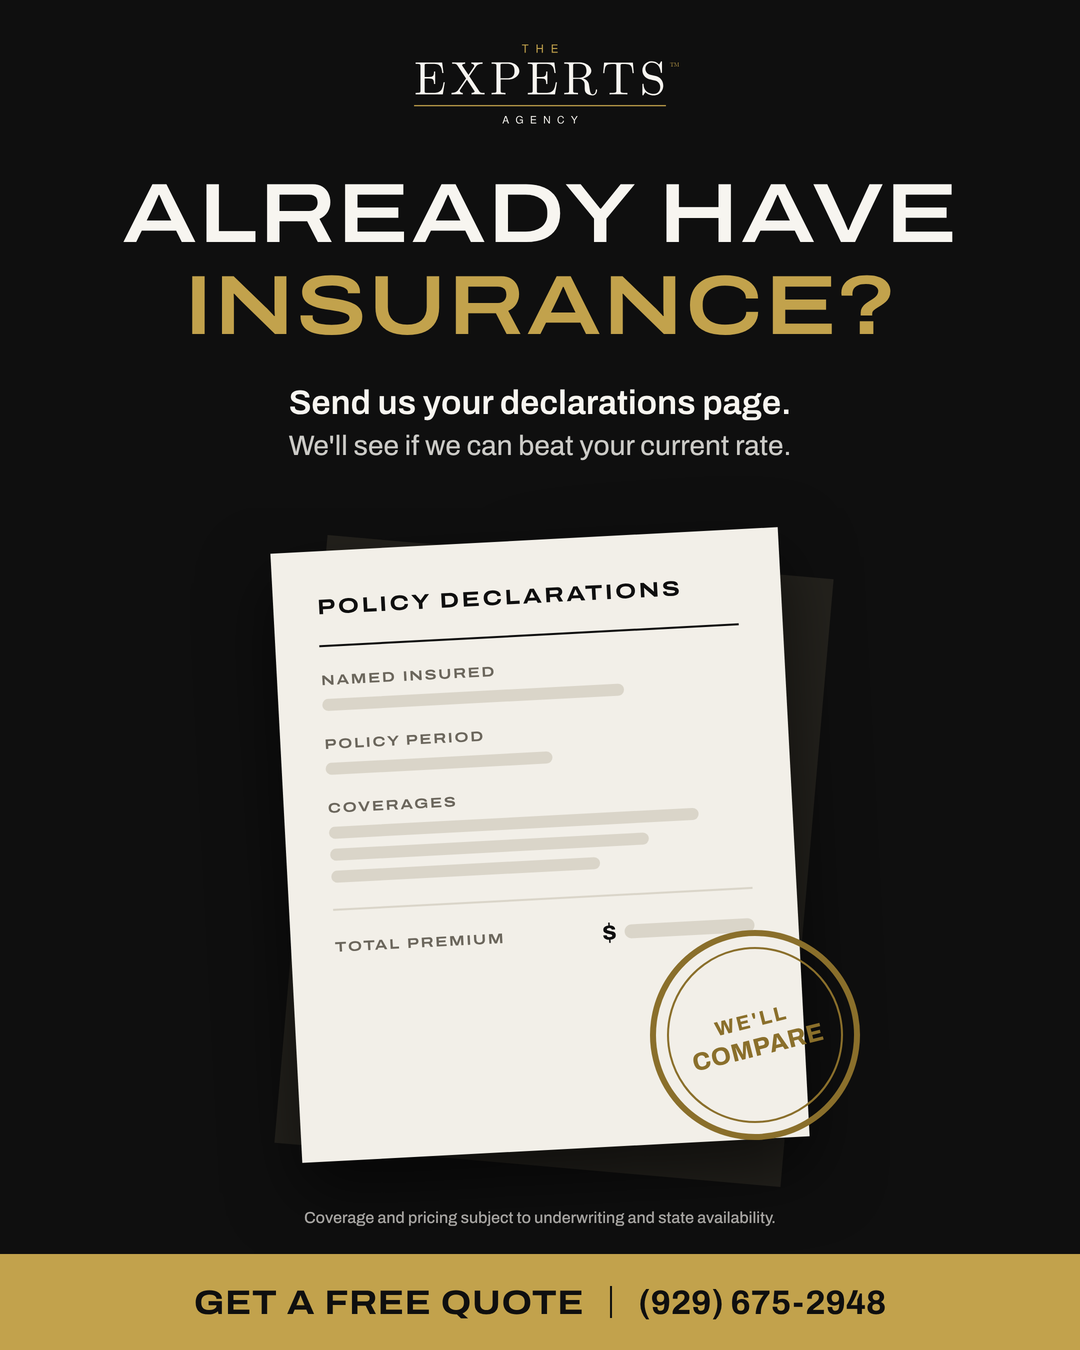 THE
EXPERTS™
AGENCY
ALREADY HAVE
INSURANCE?
Send us your declarations page.
We'll see if we can beat your current rate.
POLICY DECLARATIONS
NAMED INSURED
POLICY PERIOD
COVERAGES
TOTAL PREMIUM $
WE'LL
COMPARE
Coverage and pricing subject to underwriting and state availability.
GET A FREE QUOTE | (929) 675-2948